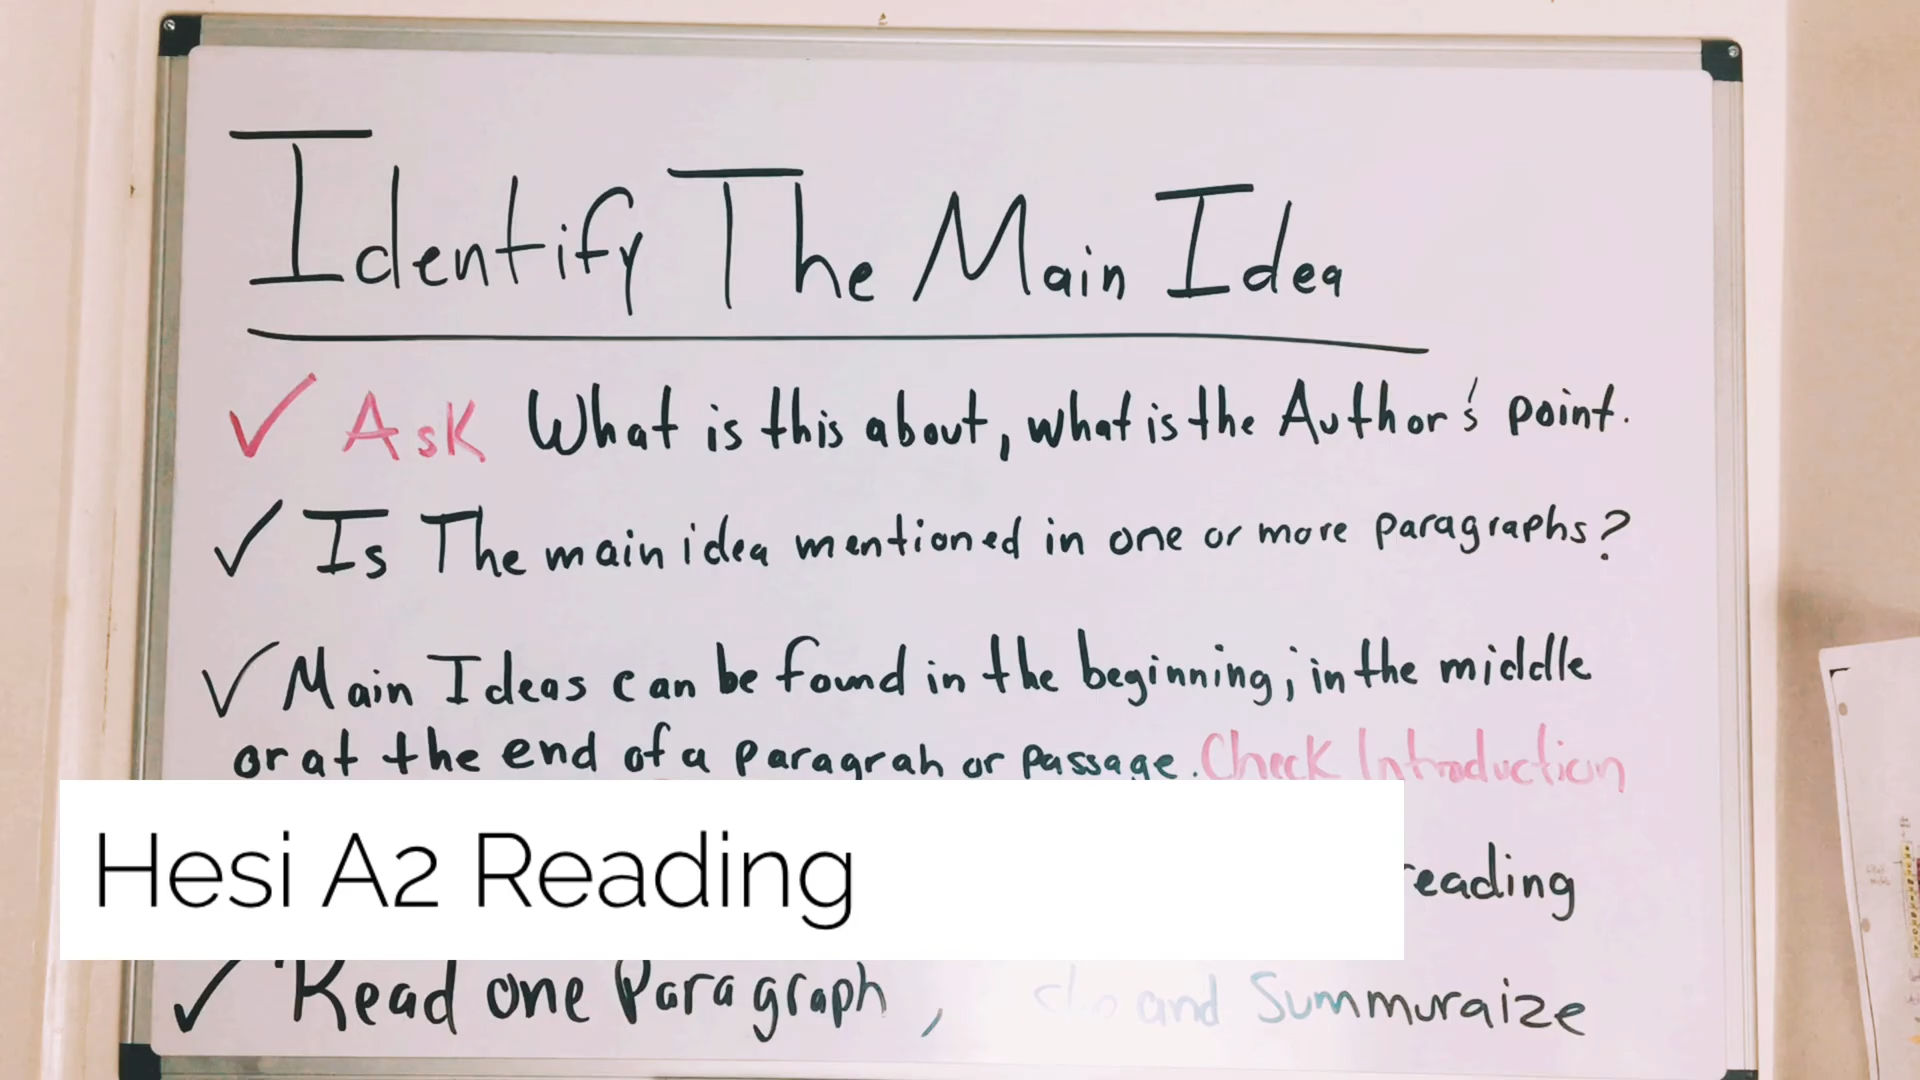 Identify The Main Idea
✓ Ask What is this about, what is the Author's point.
✓ Is The main idea mentioned in one or more paragraphs?
✓ Main Ideas can be found in the beginning; in the middle
or at the end of a paragrah or passage. Check Introduction
Hesi A2 Reading
✓ Read one Paragraph, and Summuraize